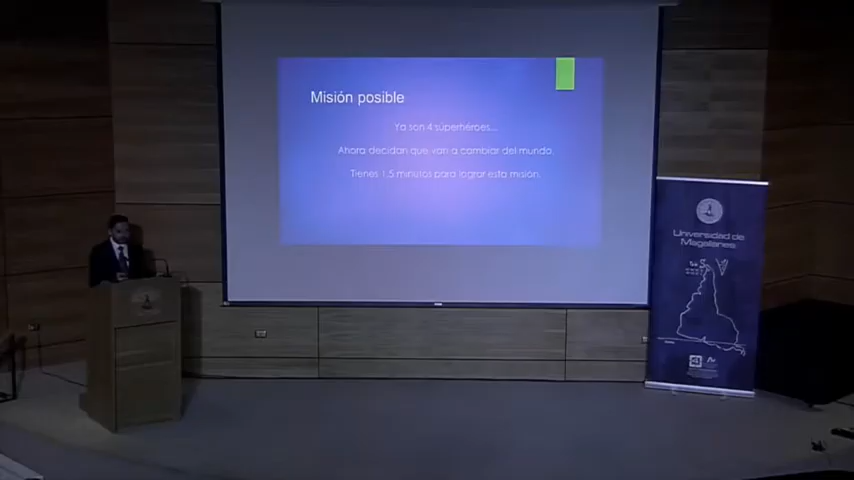 Misión posible
Ya son 4 súperhéroes...
Ahora decidan que van a cambiar del mundo.
Tienes 1,5 minutos para lograr esta misión.
Universidad de
Magallanes